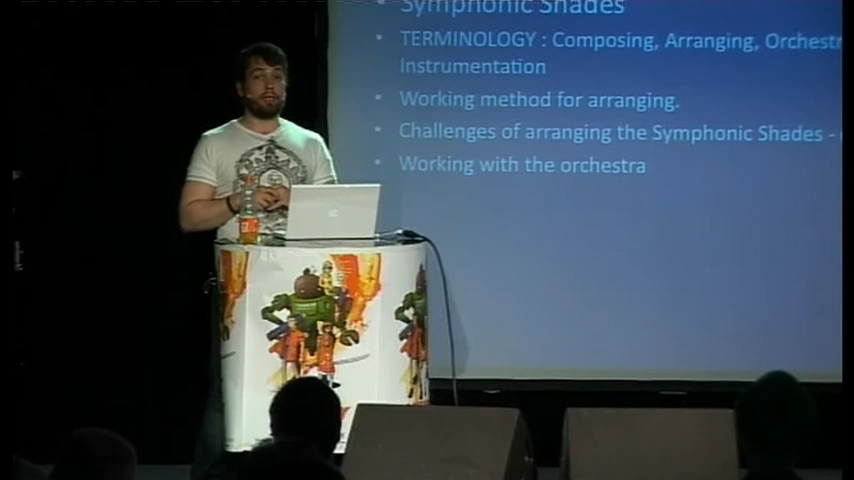 Symphonic Shades
TERMINOLOGY : Composing, Arranging, Orchestr
Instrumentation
Working method for arranging.
Challenges of arranging the Symphonic Shades -
Working with the orchestra